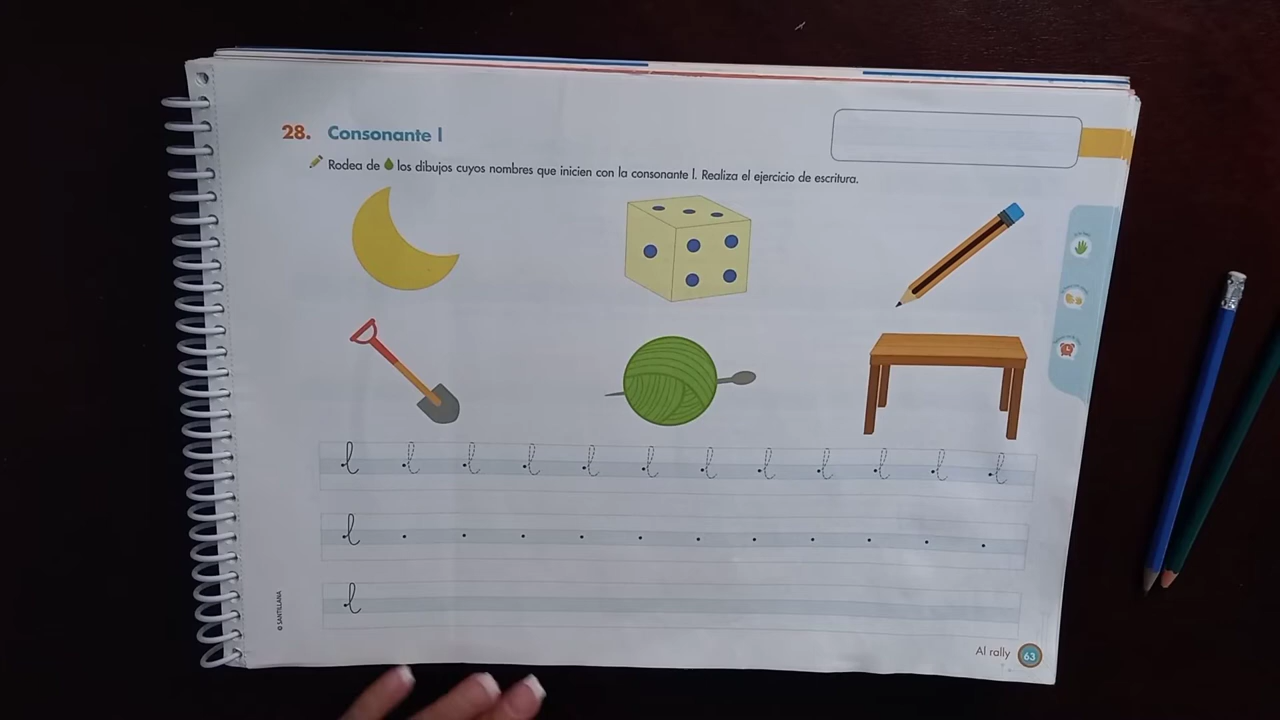 28. Consonante l
Rodea de los dibujos cuyos nombres que inicien con la consonante l. Realiza el ejercicio de escritura.
l l l l l l l l l l l l
l
l
© SANTILLANA
Al rally 63